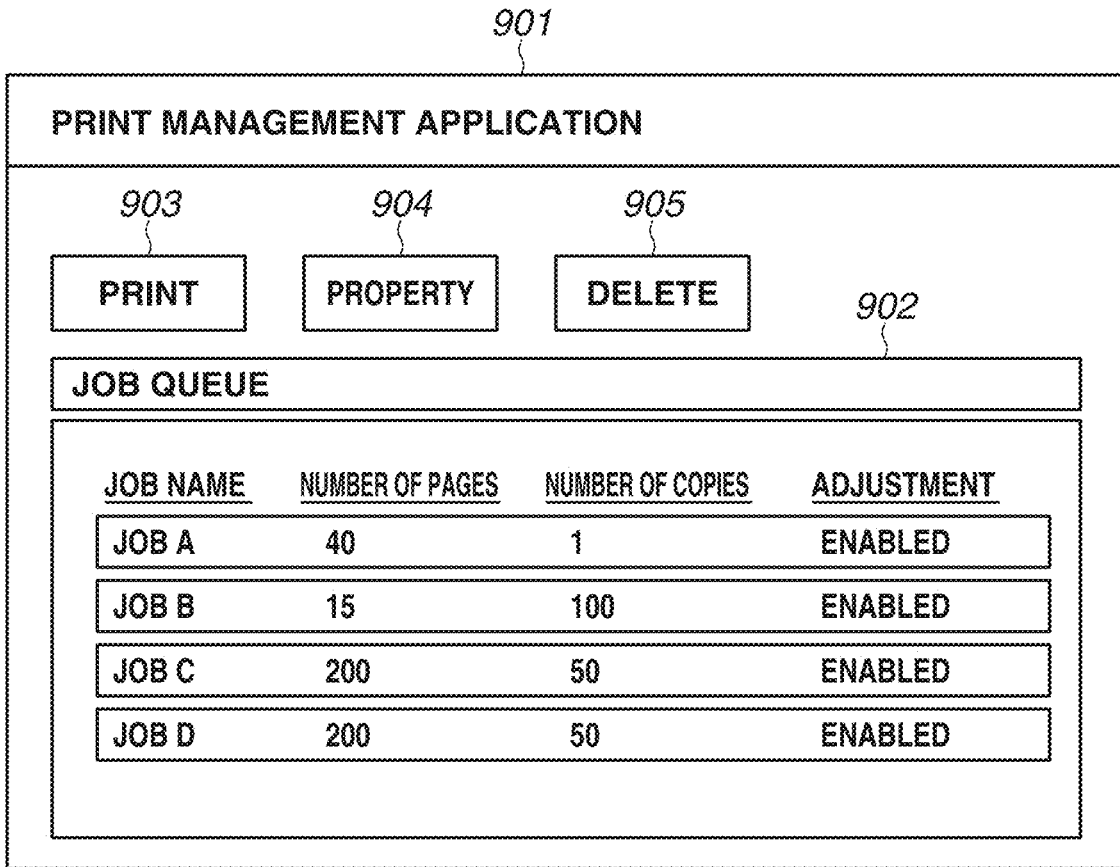 901
PRINT MANAGEMENT APPLICATION
903 904 905
PRINT PROPERTY DELETE
902
JOB QUEUE
JOB NAME NUMBER OF PAGES NUMBER OF COPIES ADJUSTMENT
JOB A 40 1 ENABLED
JOB B 15 100 ENABLED
JOB C 200 50 ENABLED
JOB D 200 50 ENABLED